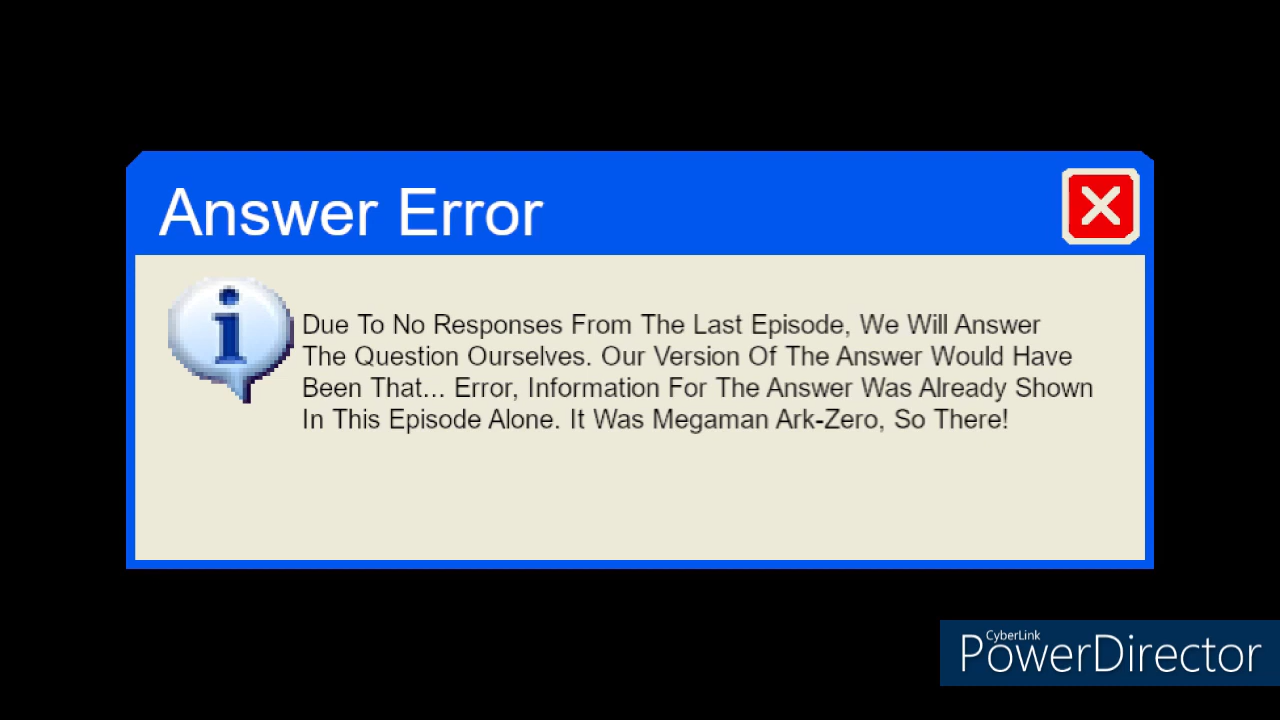 Answer Error
Due To No Responses From The Last Episode, We Will Answer
The Question Ourselves. Our Version Of The Answer Would Have
Been That... Error, Information For The Answer Was Already Shown
In This Episode Alone. It Was Megaman Ark-Zero, So There!
CyberLink
PowerDirector